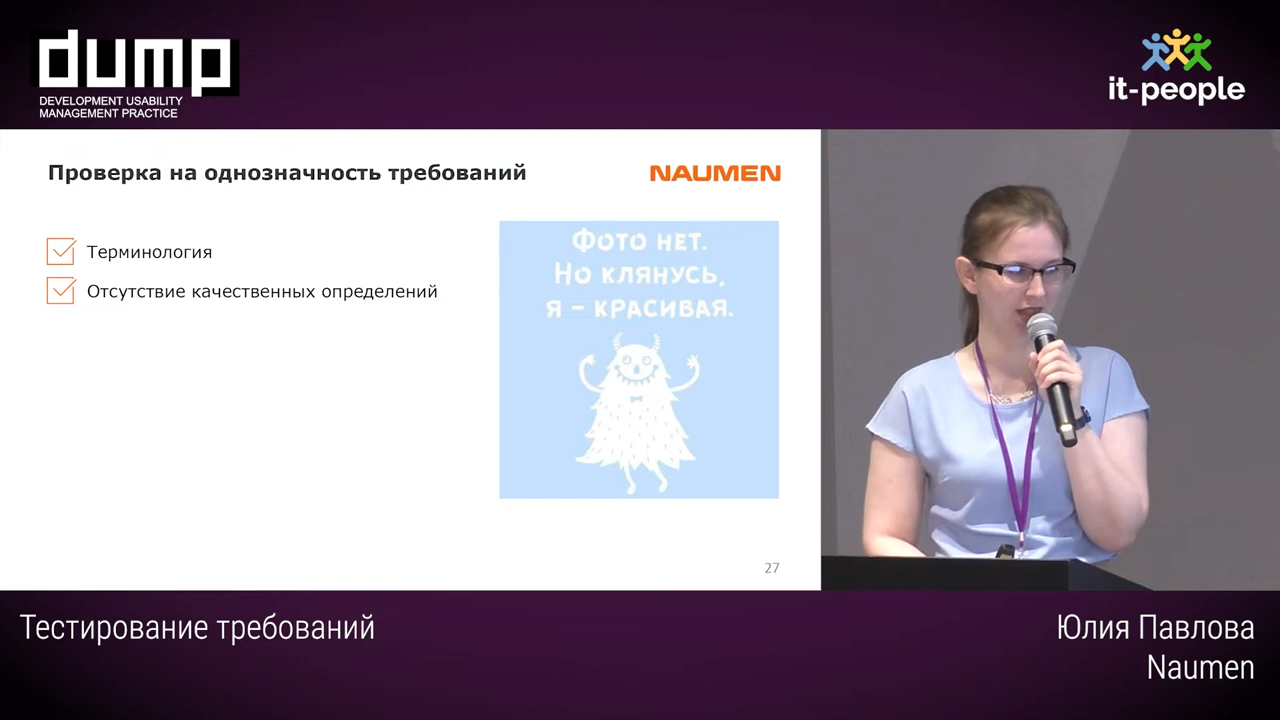 dump
DEVELOPMENT USABILITY
MANAGEMENT PRACTICE
it-people
Проверка на однозначность требований
NAUMEN
Терминология
Отсутствие качественных определений
Фото нет.
Но клянусь,
я – красивая.
27
Тестирование требований
Юлия Павлова
Naumen